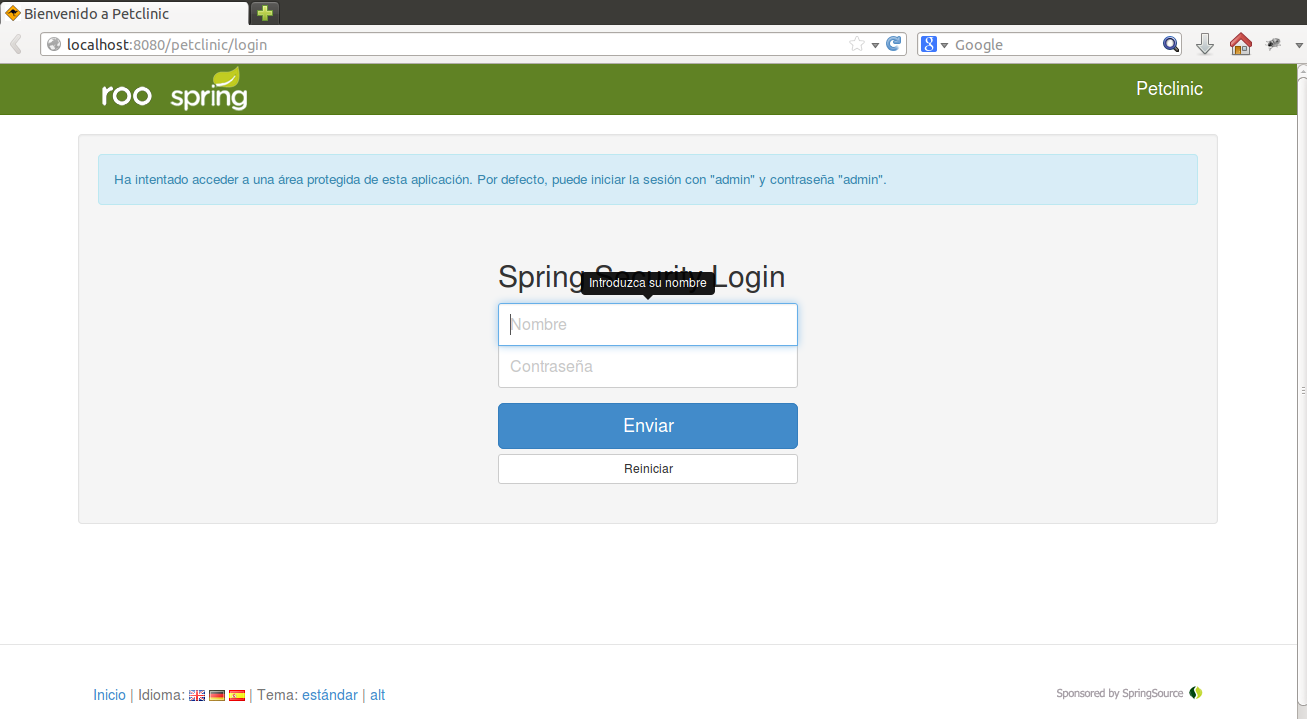 Bienvenido a Petclinic
localhost:8080/petclinic/login
Google
roo spring
Petclinic
Ha intentado acceder a una área protegida de esta aplicación. Por defecto, puede iniciar la sesión con "admin" y contraseña "admin".
Spring Security Login
Introduzca su nombre
Nombre
Contraseña
Enviar
Reiniciar
Inicio | Idioma: | Tema: estándar | alt
Sponsored by SpringSource